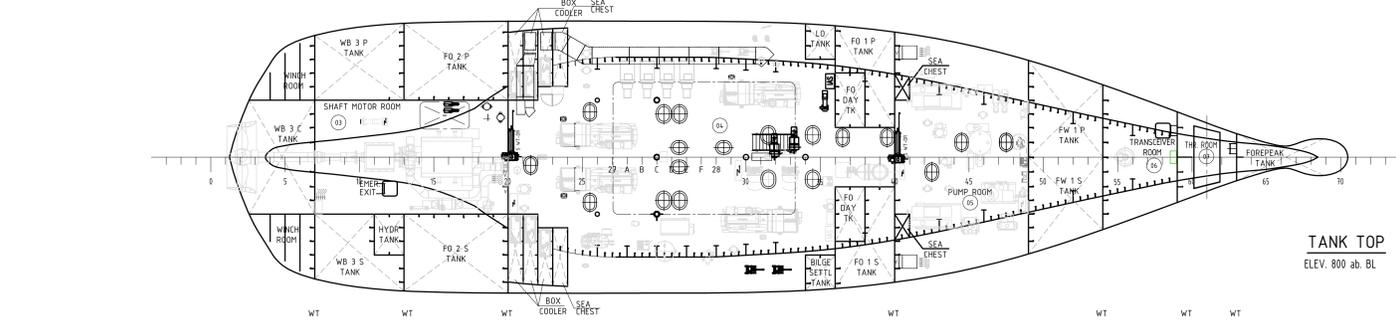 BOX
COOLER
SEA
CHEST
WB 3 P
TANK
FO 2 P
TANK
LO
TANK
FO 1 P
TANK
SEA
CHEST
WINCH
ROOM
SHAFT MOTOR ROOM
03
WB 3 C
TANK
04
FO
DAY
TK
FW 1 P
TANK
TRANSCEIVER
ROOM
06
THR. ROOM
07
FOREPEAK
TANK
0
5
15
20
25
27 A B C D E F 28
30
35
40
45
50
55
65
70
EMER.
EXIT
PUMP ROOM
05
FW 1 S
TANK
WINCH
ROOM
HYDR
TANK
WB 3 S
TANK
FO 2 S
TANK
FO
DAY
TK
BILGE
SETTL
TANK
FO 1 S
TANK
SEA
CHEST
TANK TOP
ELEV. 800 ab. BL
BOX
COOLER
SEA
CHEST
WT
WT
WT
WT
WT
WT
WT